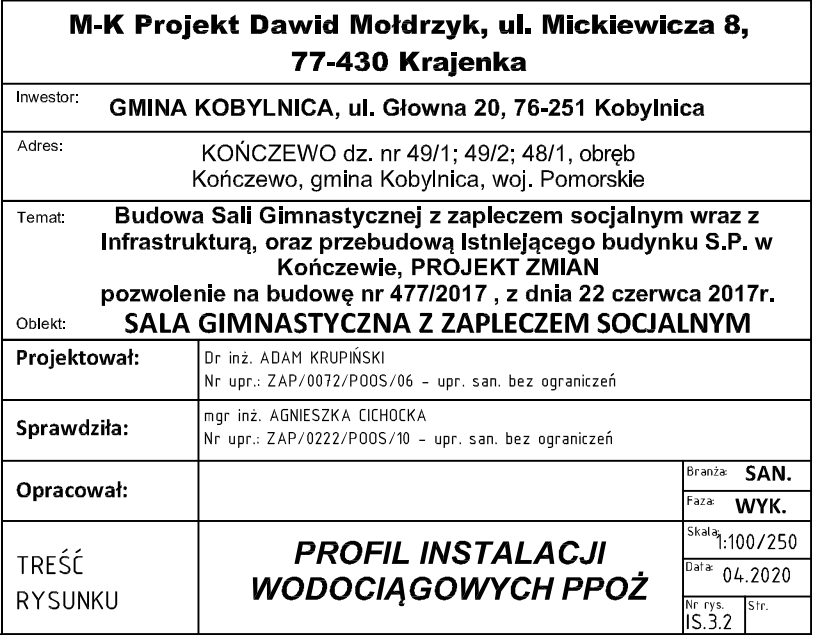 M-K Projekt Dawid Mołdrzyk, ul. Mickiewicza 8,
77-430 Krajenka
Inwestor: GMINA KOBYLNICA, ul. Głowna 20, 76-251 Kobylnica
Adres: KOŃCZEWO dz. nr 49/1; 49/2; 48/1, obręb
Kończewo, gmina Kobylnica, woj. Pomorskie
Temat: Budowa Sali Gimnastycznej z zapleczem socjalnym wraz z
Infrastrukturą, oraz przebudową Istniejącego budynku S.P. w
Kończewie, PROJEKT ZMIAN
pozwolenie na budowę nr 477/2017 , z dnia 22 czerwca 2017r.
Obiekt: SALA GIMNASTYCZNA Z ZAPLECZEM SOCJALNYM
Projektował: Dr inż. ADAM KRUPIŃSKI
Nr upr.: ZAP/0072/POOS/06 - upr. san. bez ograniczeń
Sprawdziła: mgr inż. AGNIESZKA CICHOCKA
Nr upr.: ZAP/0222/POOS/10 - upr. san. bez ograniczeń
Opracował:
Branża: SAN.
Faza: WYK.
TREŚĆ
RYSUNKU
PROFIL INSTALACJI
WODOCIĄGOWYCH PPOŻ
Skala: 1:100/250
Data: 04.2020
Nr rys. Str.
IS.3.2